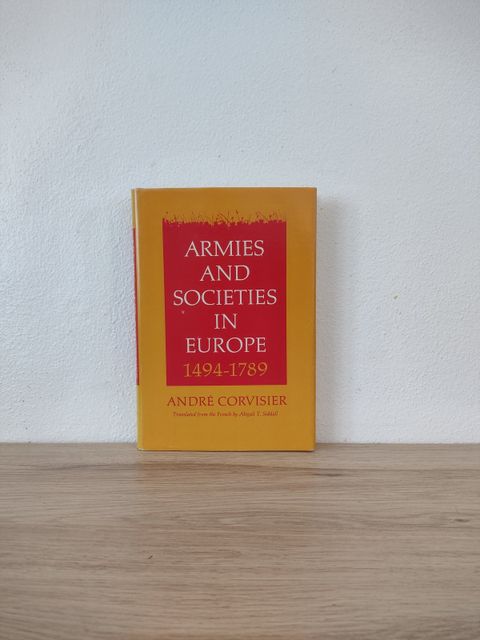 ARMIES
AND
SOCIETIES
IN
EUROPE
1494-1789
ANDRÉ CORVISIER
Translated from the French by Abigail T. Siddall